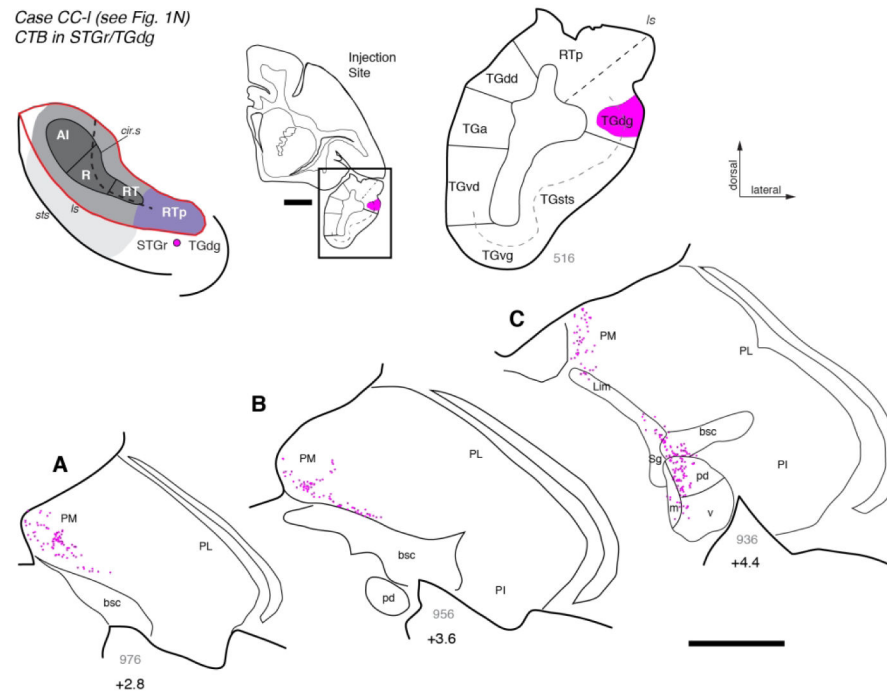 Case CC-I (see Fig. 1N)
CTB in STGr/TGdg
Injection
Site
AI
cir.s
R
RT
RTp
sts
ls
STGr
TGdg
ls
RTp
TGdd
TGdg
TGa
TGvd
TGsts
TGvg
516
dorsal
lateral
A
PM
PL
bsc
976
+2.8
B
PM
PL
bsc
pd
PI
956
+3.6
C
PM
PL
Lim
bsc
Sg
pd
PI
m
v
936
+4.4